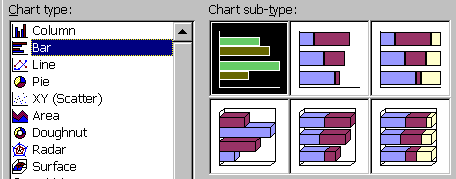 Chart type: Chart sub-type:
Column
Bar
Line
Pie
XY (Scatter)
Area
Doughnut
Radar
Surface